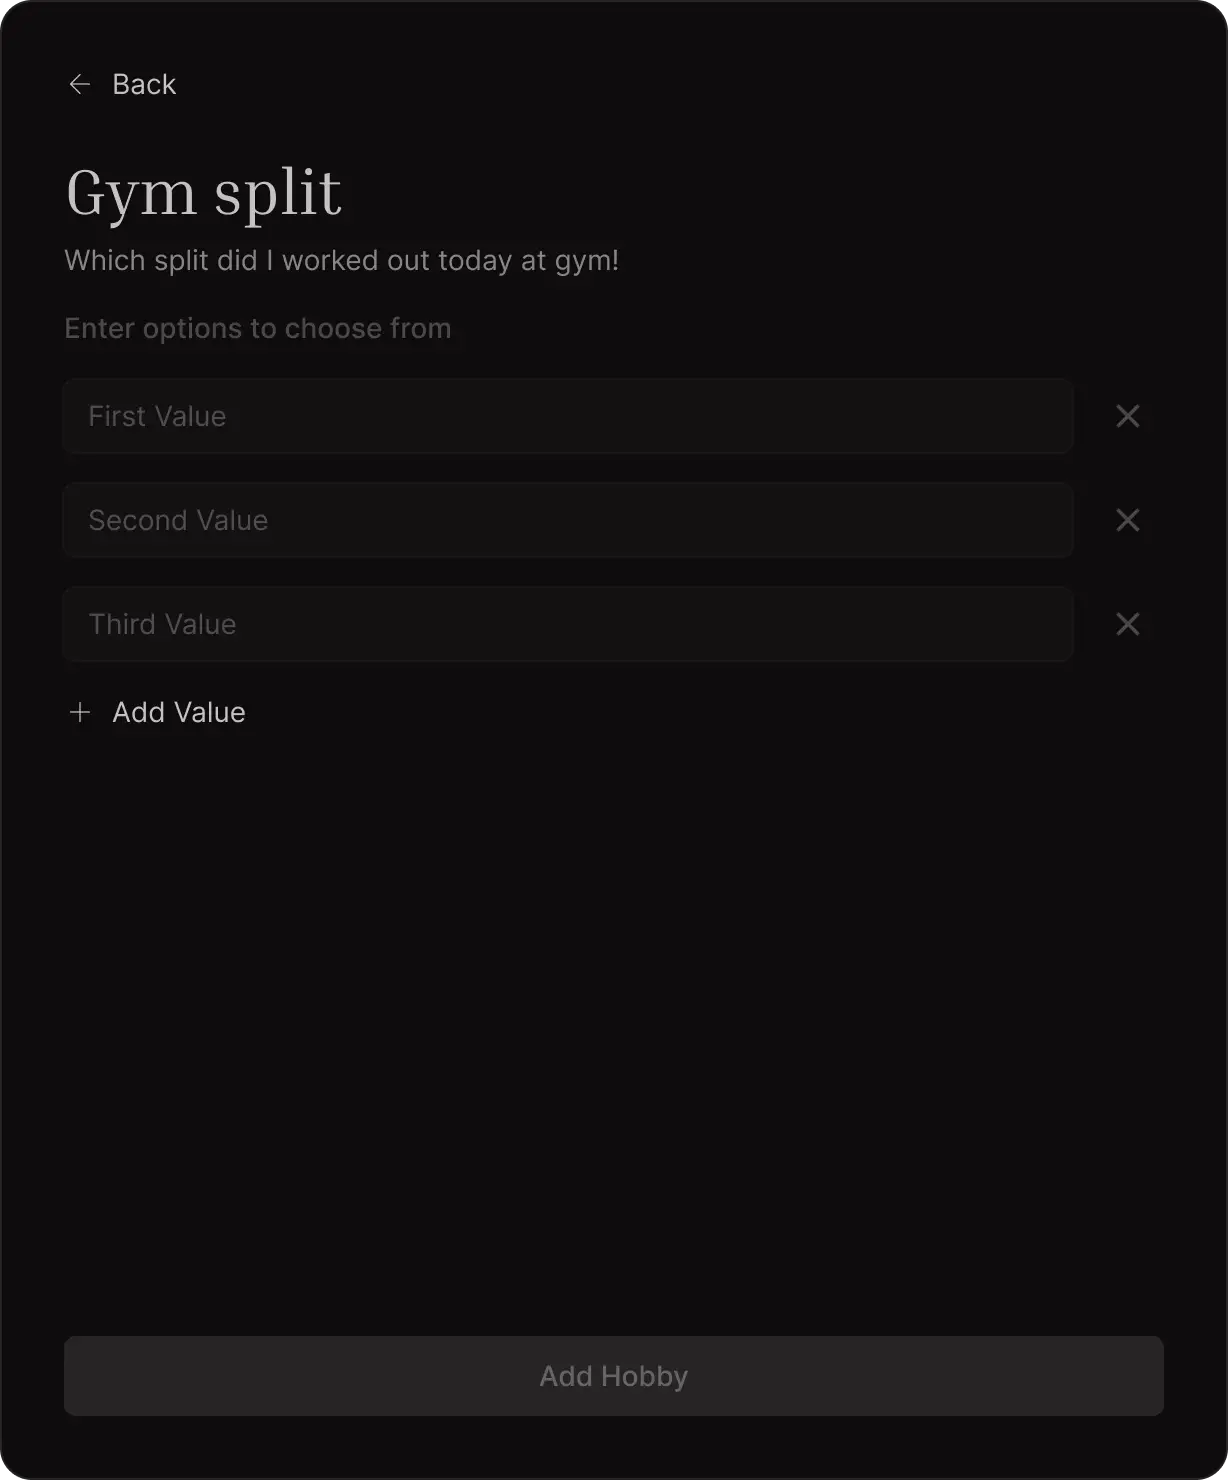 Back
Gym split
Which split did I worked out today at gym!
Enter options to choose from
First Value
Second Value
Third Value
Add Value
Add Hobby